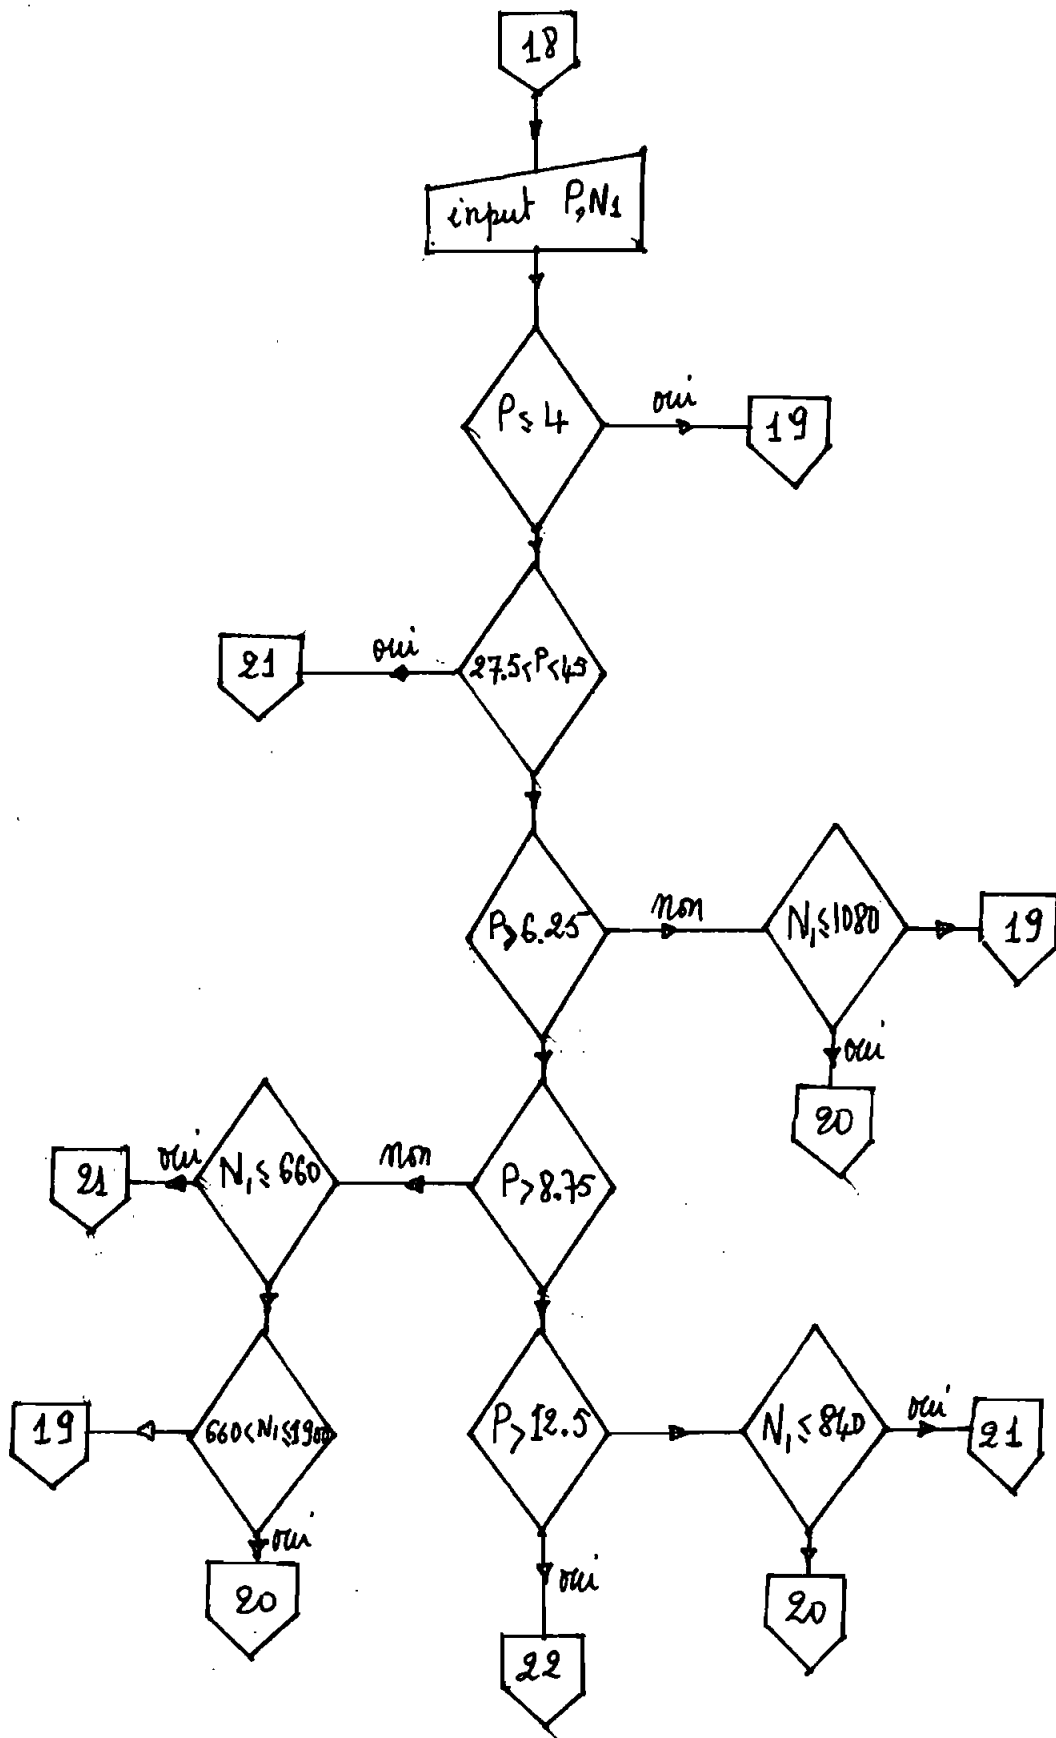 18
input P,N1
P≤4
oui
19
27.5<P<45
oui
21
P>6.25
non
N1≤1080
19
oui
20
P>8.75
non
N1≤660
oui
21
660<N1≤1900
19
oui
20
P>12.5
N1≤840
oui
21
20
oui
22